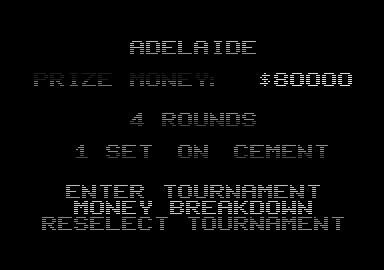 ADELAIDE
PRIZE MONEY: $80000
4 ROUNDS
1 SET ON CEMENT
ENTER TOURNAMENT
MONEY BREAKDOWN
RESELECT TOURNAMENT